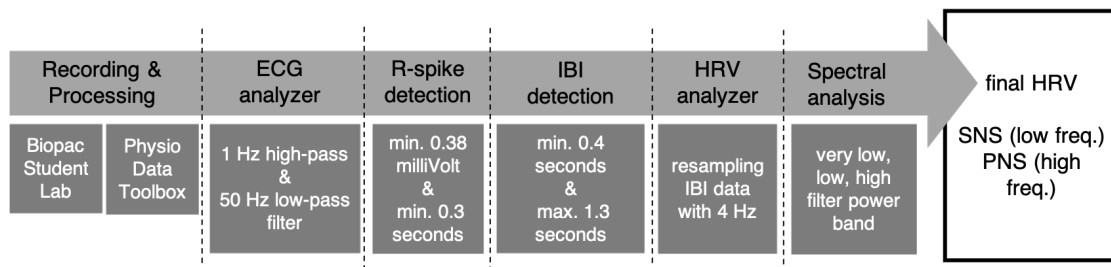 Recording &
Processing
ECG
analyzer
R-spike
detection
IBI
detection
HRV
analyzer
Spectral
analysis
final HRV
SNS (low freq.)
PNS (high
freq.)
Biopac
Student
Lab
Physio
Data
Toolbox
1 Hz high-pass
&
50 Hz low-pass
filter
min. 0.38
milliVolt
&
min. 0.3
seconds
min. 0.4
seconds
&
max. 1.3
seconds
resampling
IBI data
with 4 Hz
very low,
low, high
filter power
band